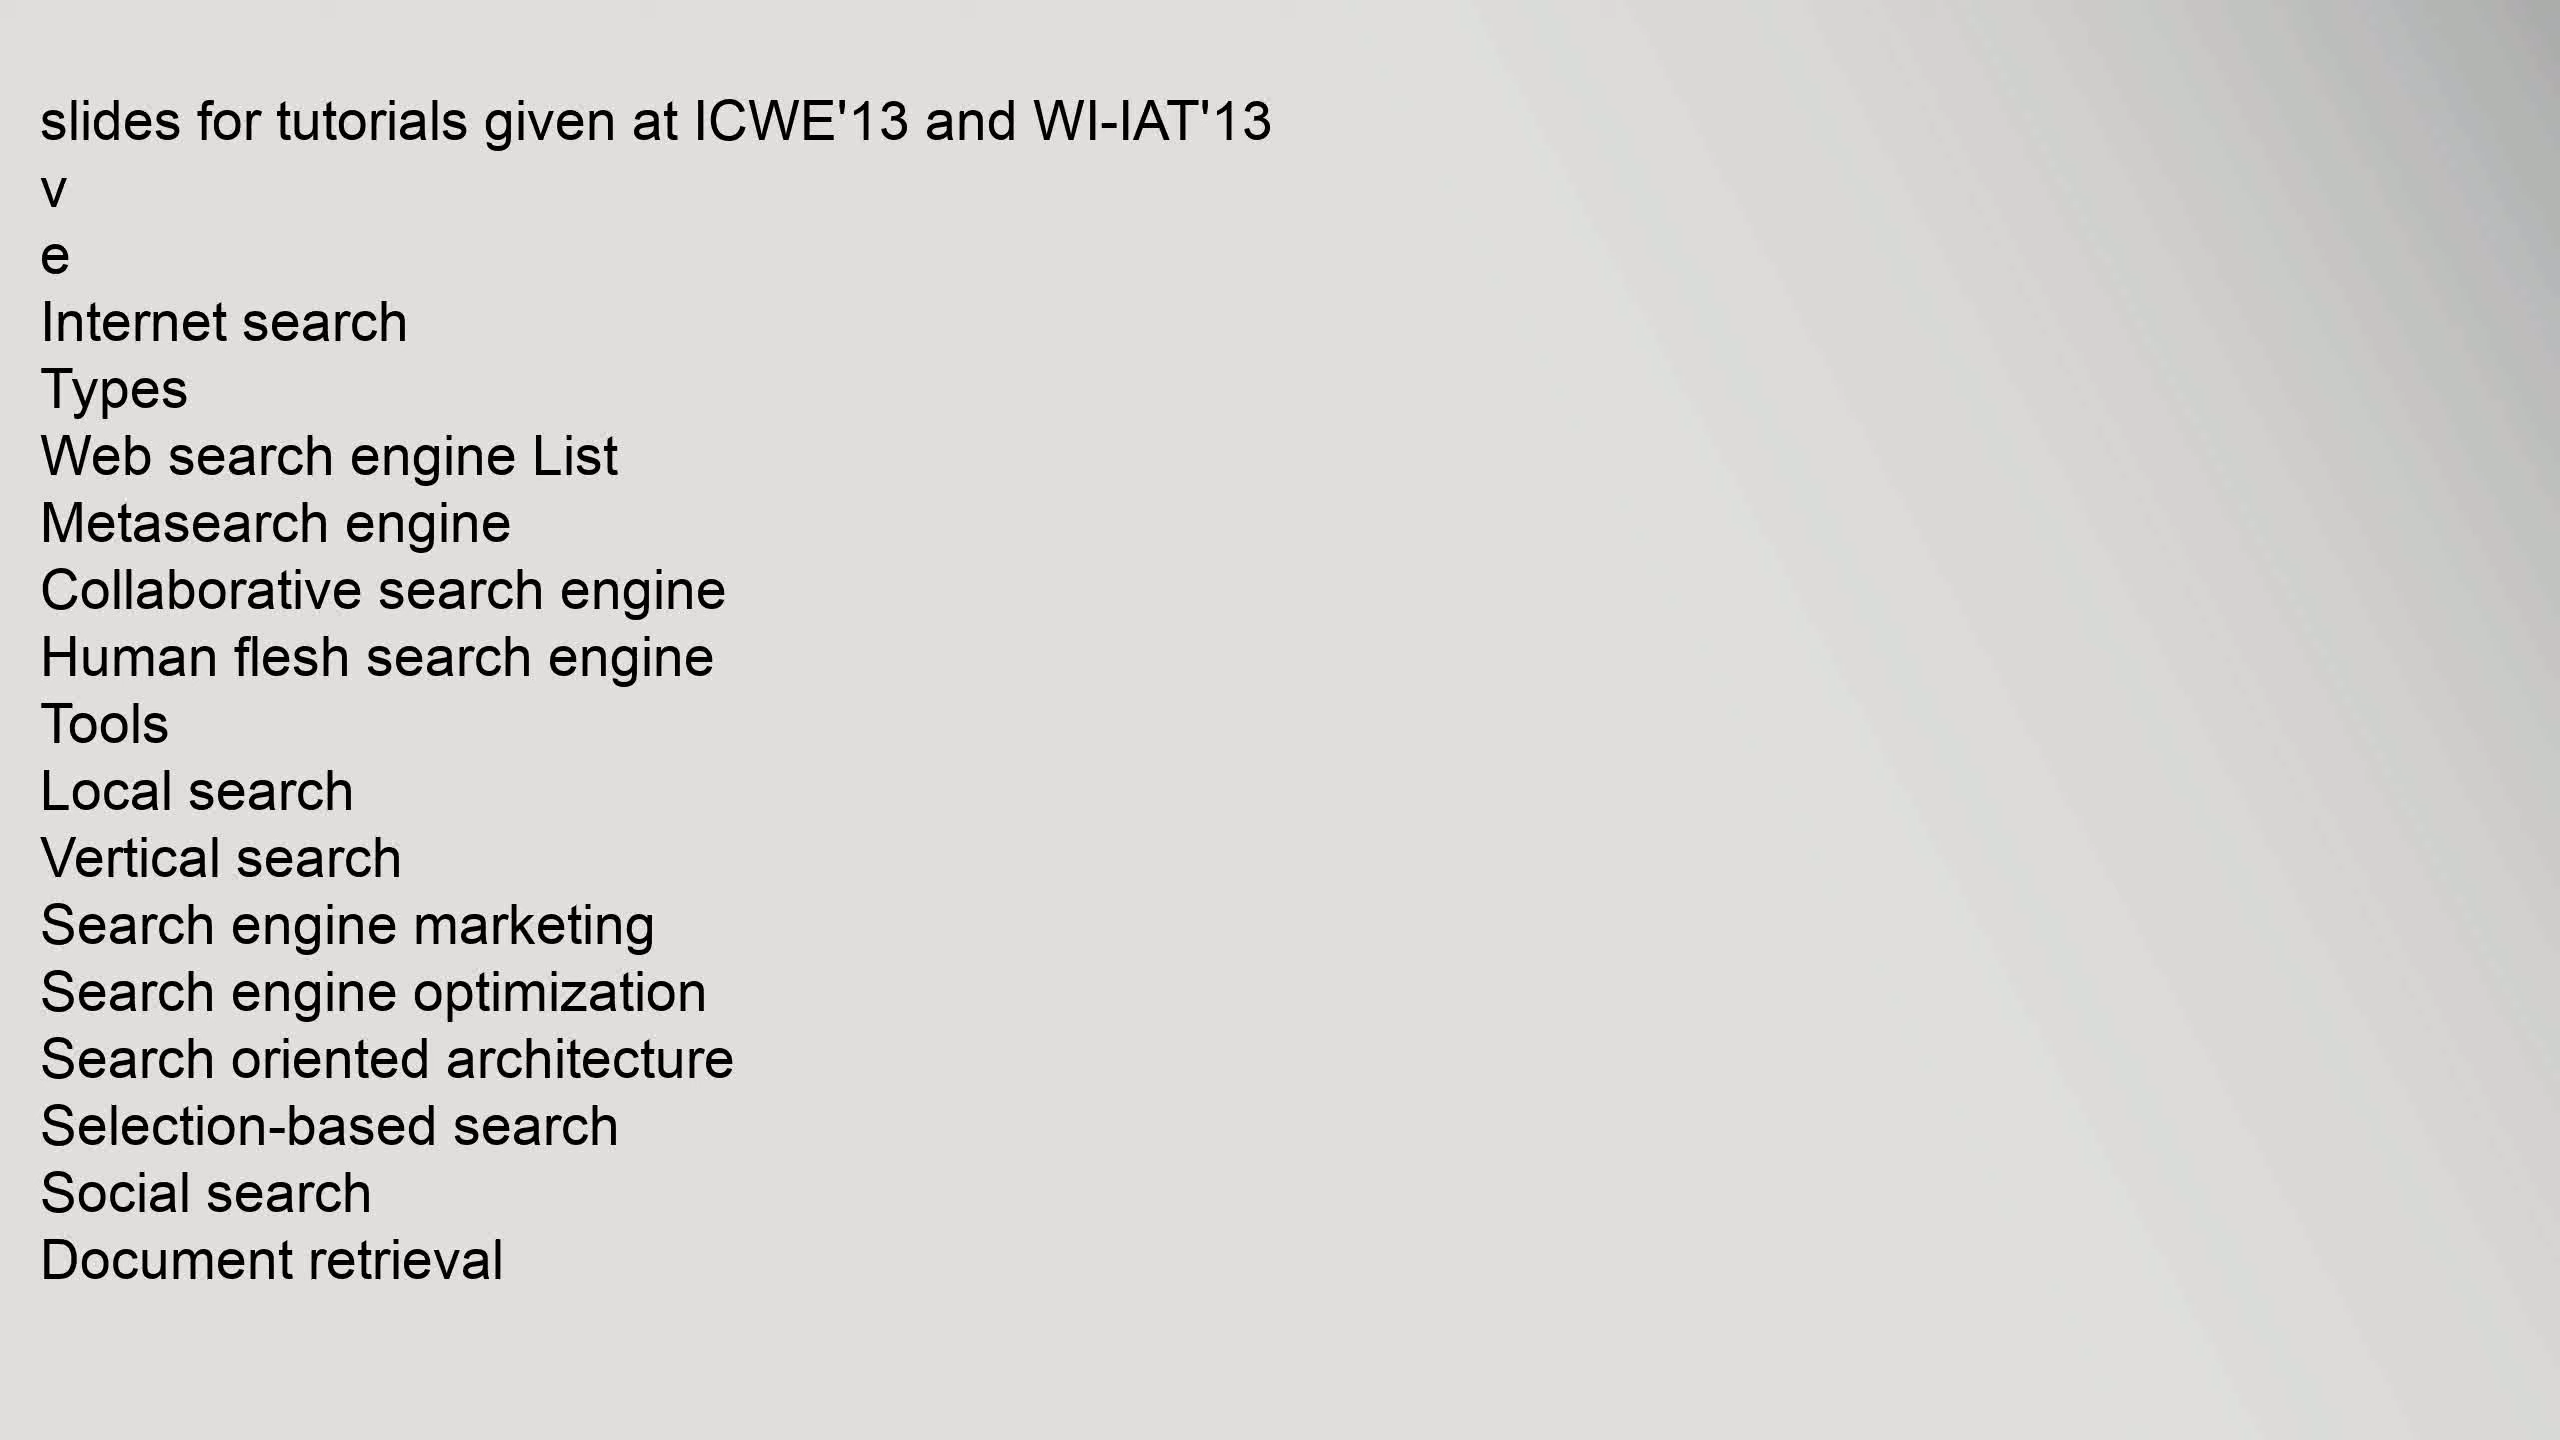 slides for tutorials given at ICWE'13 and WI-IAT'13
v
e
Internet search
Types
Web search engine List
Metasearch engine
Collaborative search engine
Human flesh search engine
Tools
Local search
Vertical search
Search engine marketing
Search engine optimization
Search oriented architecture
Selection-based search
Social search
Document retrieval